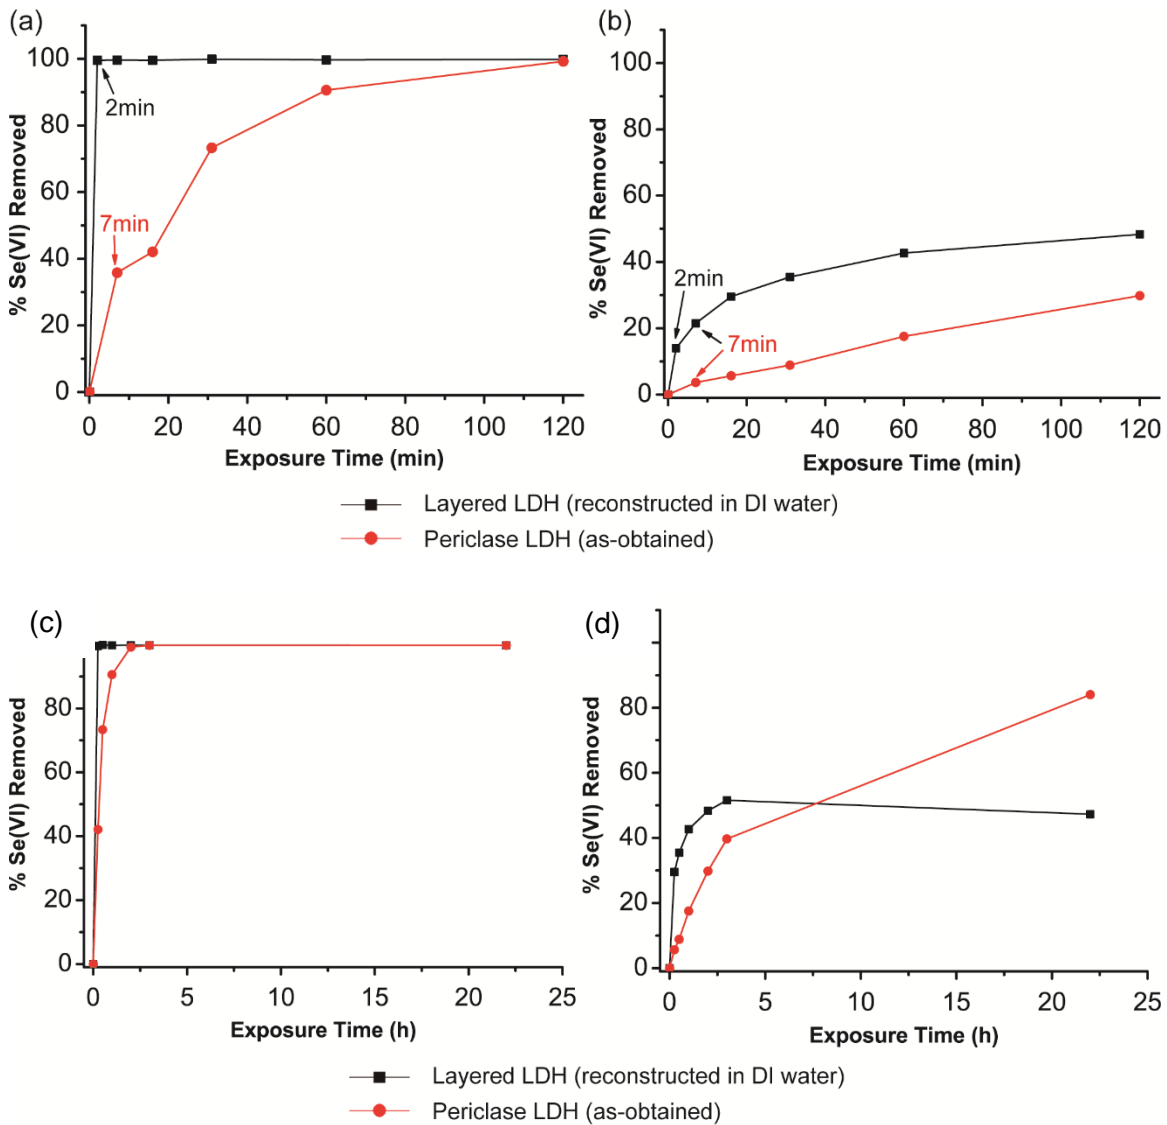 (a)
100
80
60
40
20
0
% Se(VI) Removed
2min
7min
0 20 40 60 80 100 120
Exposure Time (min)
(b)
100
80
60
40
20
0
% Se(VI) Removed
2min
7min
0 20 40 60 80 100 120
Exposure Time (min)
Layered LDH (reconstructed in DI water)
Periclase LDH (as-obtained)
(c)
80
60
40
20
0
% Se(VI) Removed
0 5 10 15 20 25
Exposure Time (h)
(d)
80
60
40
20
0
% Se(VI) Removed
0 5 10 15 20 25
Exposure Time (h)
Layered LDH (reconstructed in DI water)
Periclase LDH (as-obtained)